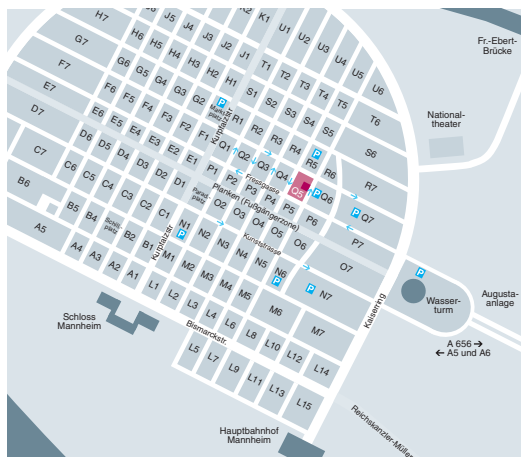 H7
G7
F7
E7
D7
C7
B6
A5
J5
J4
J3
J2
J1
K1
H6
H5
H4
H3
H2
H1
G6
G5
G4
G3
G2
Markt-
platz
P
F6
F5
F4
F3
F2
F1
E6
E5
E4
E3
E2
E1
D6
D5
D4
D3
D2
D1
Parade-
platz
C6
C5
C4
C3
C2
C1
B5
B4
Schiller-
platz
B2
B1
A4
A3
A2
A1
U1
U2
U3
U4
U5
U6
T1
T2
T3
T4
T5
T6
S1
S2
S3
S4
S5
S6
R1
R2
R3
R4
R5
R6
R7
P
Q1
Q2
Q3
Q4
Q5
Q6
Q7
P
P
P1
P2
P3
P4
P5
P6
P7
O2
O3
O4
O5
O6
O7
N1
N2
N3
N4
N5
N6
N7
P
P
P
M1
M2
M3
M4
M5
M6
M7
L1
L2
L3
L4
L6
L8
L10
L12
L14
L5
L7
L9
L11
L13
L15
Kurpfalzstr.
Kurpfalzstr.
Fressgasse
Planken (Fußgängerzone)
Kunststrasse
Bismarckstr.
Kaiserring
Reichskanzler-Müller
Fr.-Ebert-
Brücke
National-
theater
P
Wasser-
turm
Augusta-
anlage
A 656 →
← A5 und A6
Schloss
Mannheim
Hauptbahnhof
Mannheim